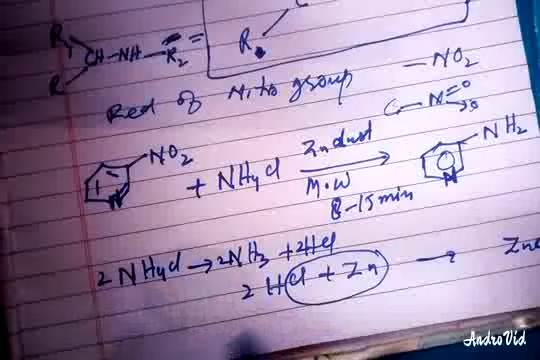 R1
CH-NH-R2 =
R
R
Red of Nitro group -NO2
C-N=O
NO2 + NH4Cl Zn dust NH2
N M.W N
8-15 min
2NH4Cl → 2NH3 + 2HCl
2HCl + Zn →
AndroVid